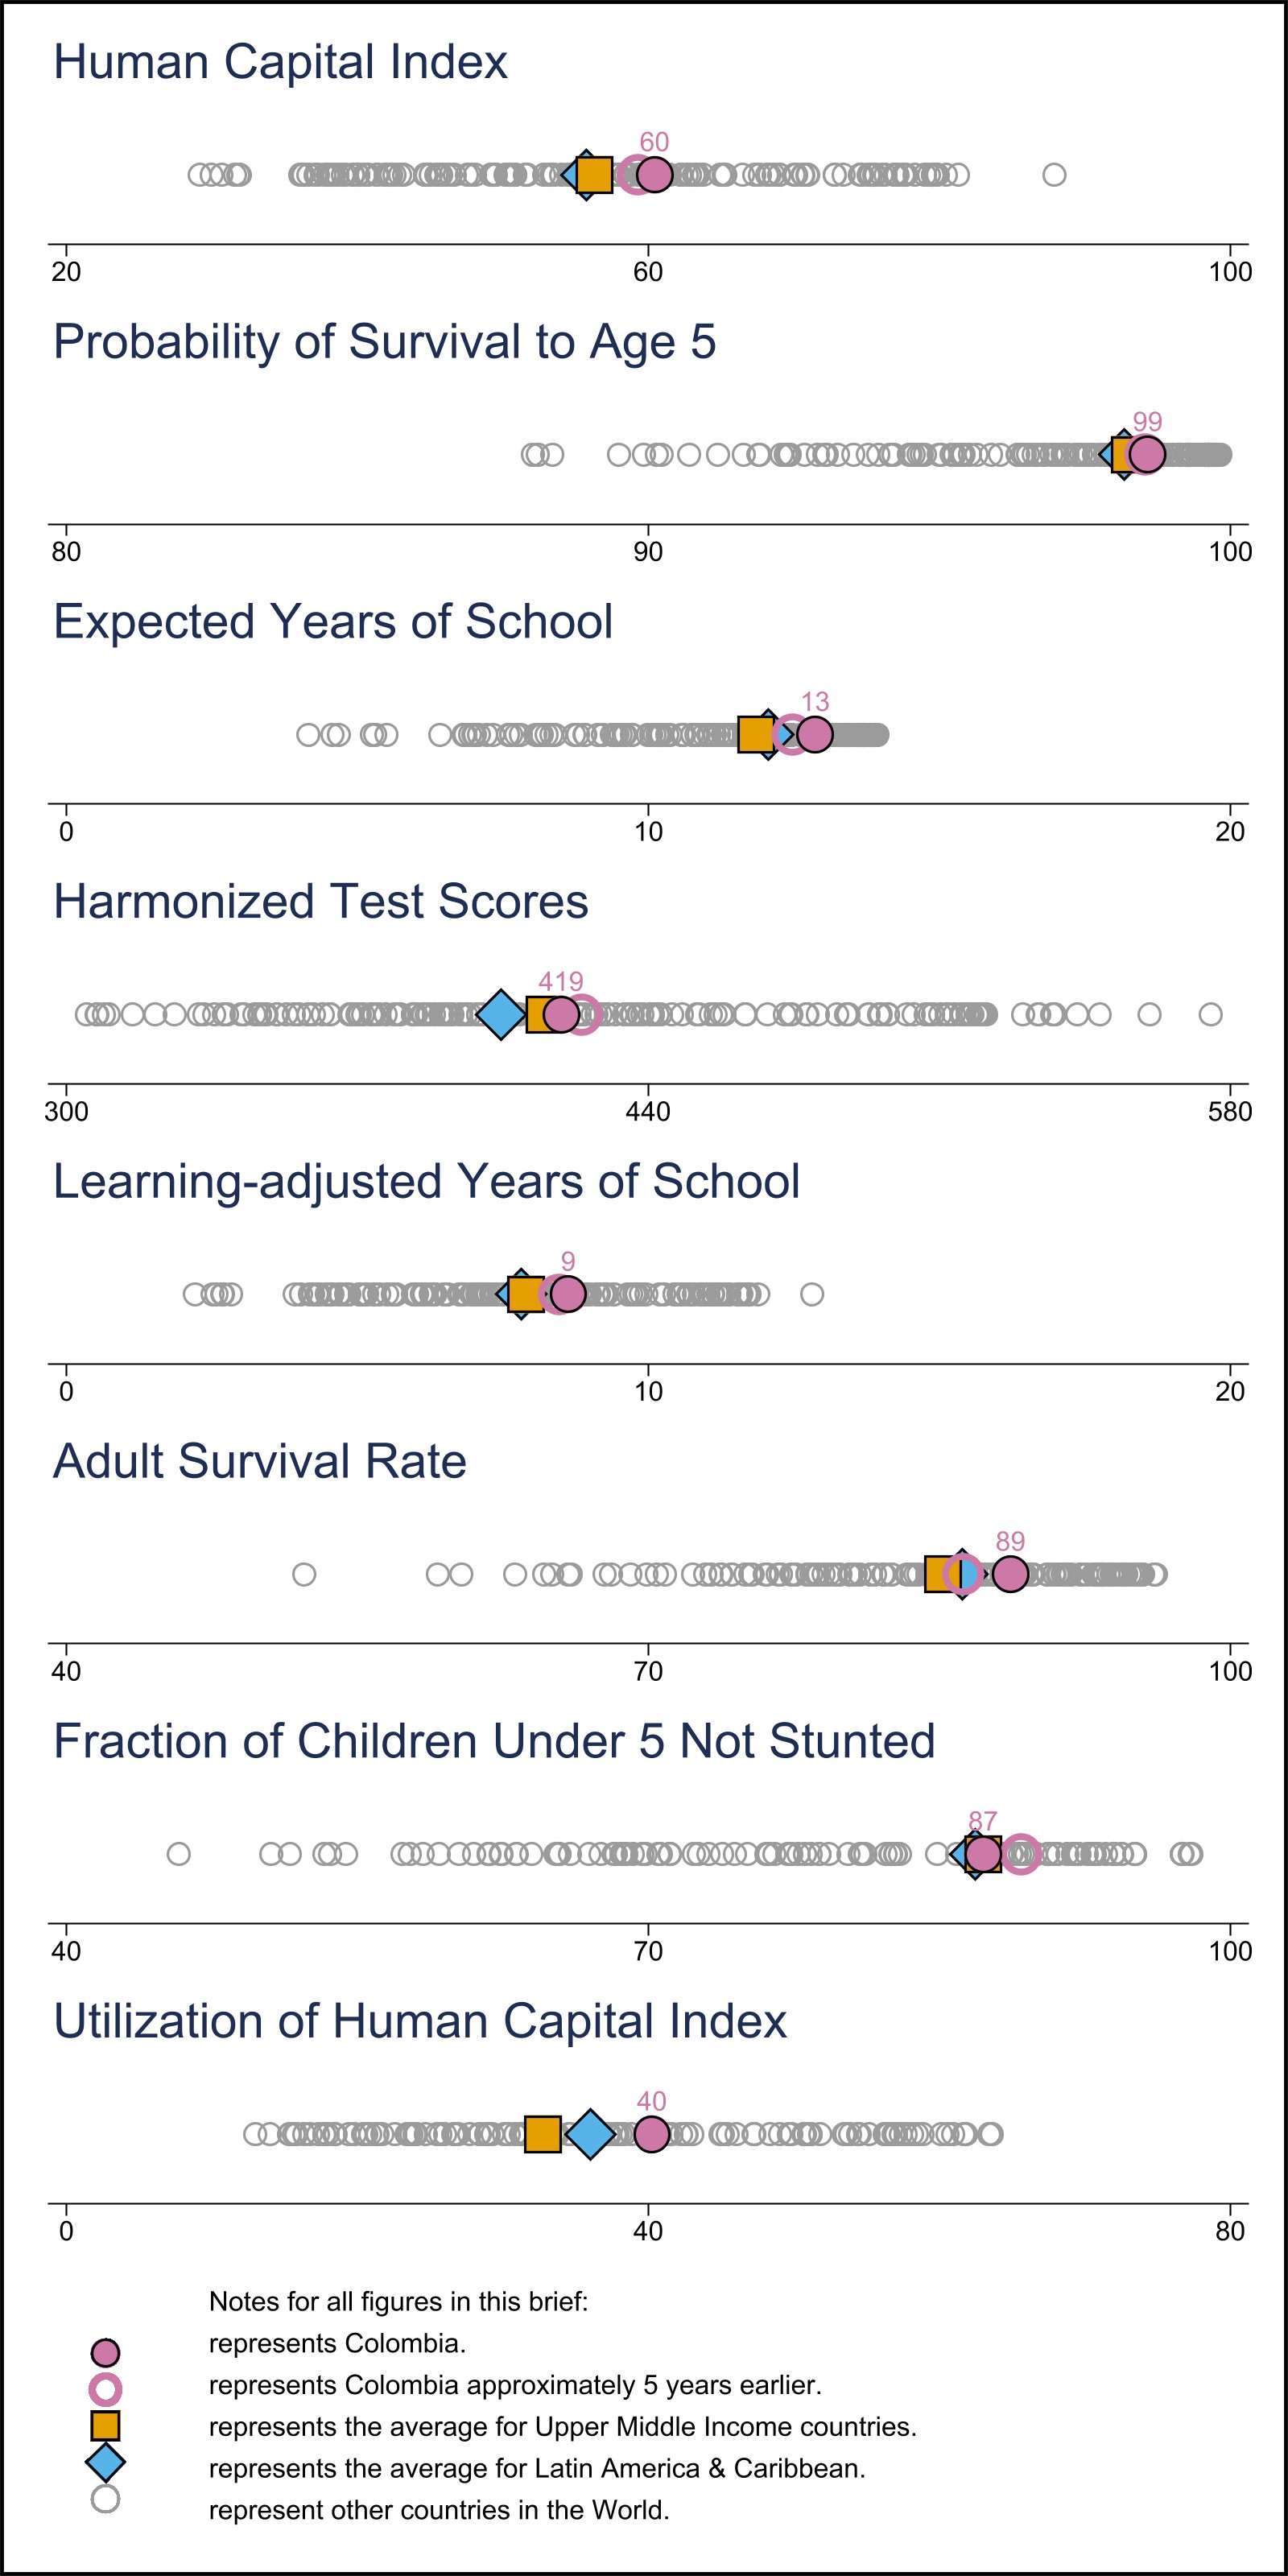 Human Capital Index
60
20 60 100
Probability of Survival to Age 5
99
80 90 100
Expected Years of School
13
0 10 20
Harmonized Test Scores
419
300 440 580
Learning-adjusted Years of School
9
0 10 20
Adult Survival Rate
89
40 70 100
Fraction of Children Under 5 Not Stunted
87
40 70 100
Utilization of Human Capital Index
40
0 40 80
Notes for all figures in this brief:
represents Colombia.
represents Colombia approximately 5 years earlier.
represents the average for Upper Middle Income countries.
represents the average for Latin America & Caribbean.
represent other countries in the World.